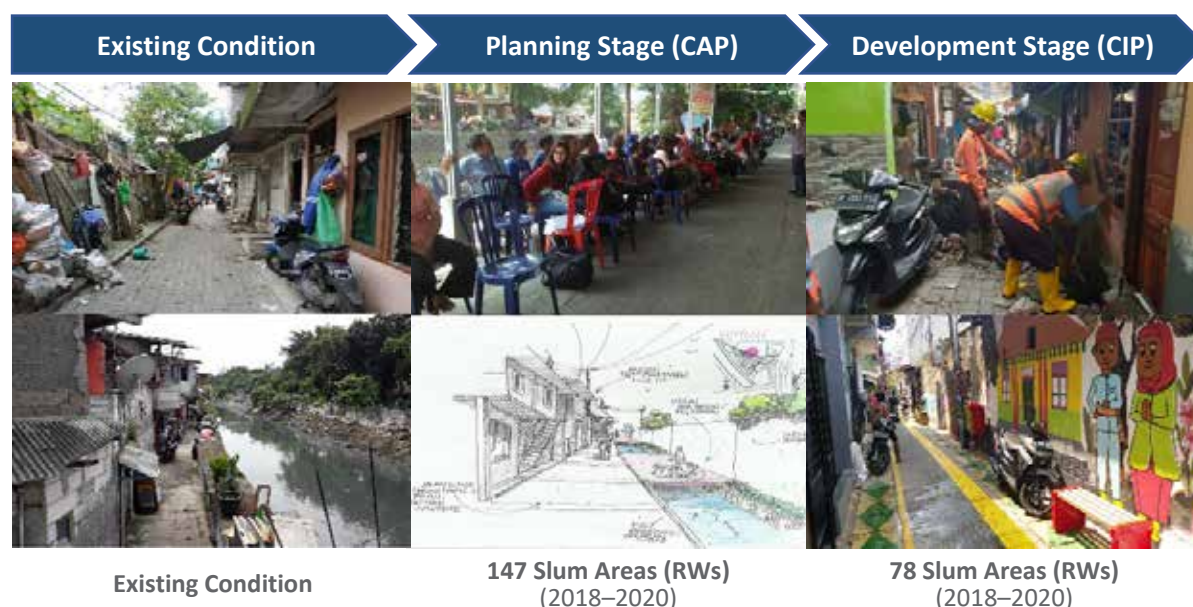 Existing Condition
Planning Stage (CAP)
Development Stage (CIP)
Existing Condition
147 Slum Areas (RWs)
(2018–2020)
78 Slum Areas (RWs)
(2018–2020)